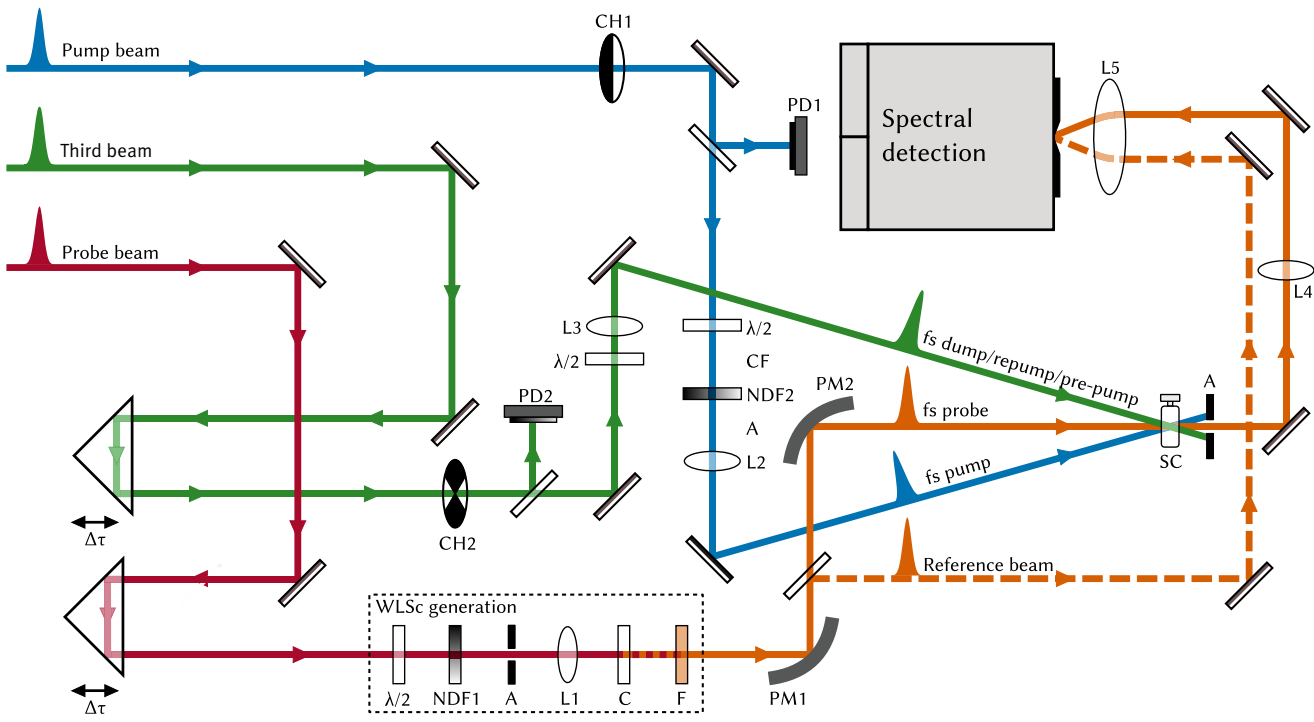 CH1
Pump beam
PD1
L5
Spectral
detection
Third beam
Probe beam
L4
L3
λ/2
λ/2
CF
NDF2
A
L2
fs dump/repump/pre-pump
PM2
fs probe
A
SC
fs pump
PD2
CH2
Δτ
Reference beam
WLSc generation
λ/2
NDF1
A
L1
C
F
PM1
Δτ